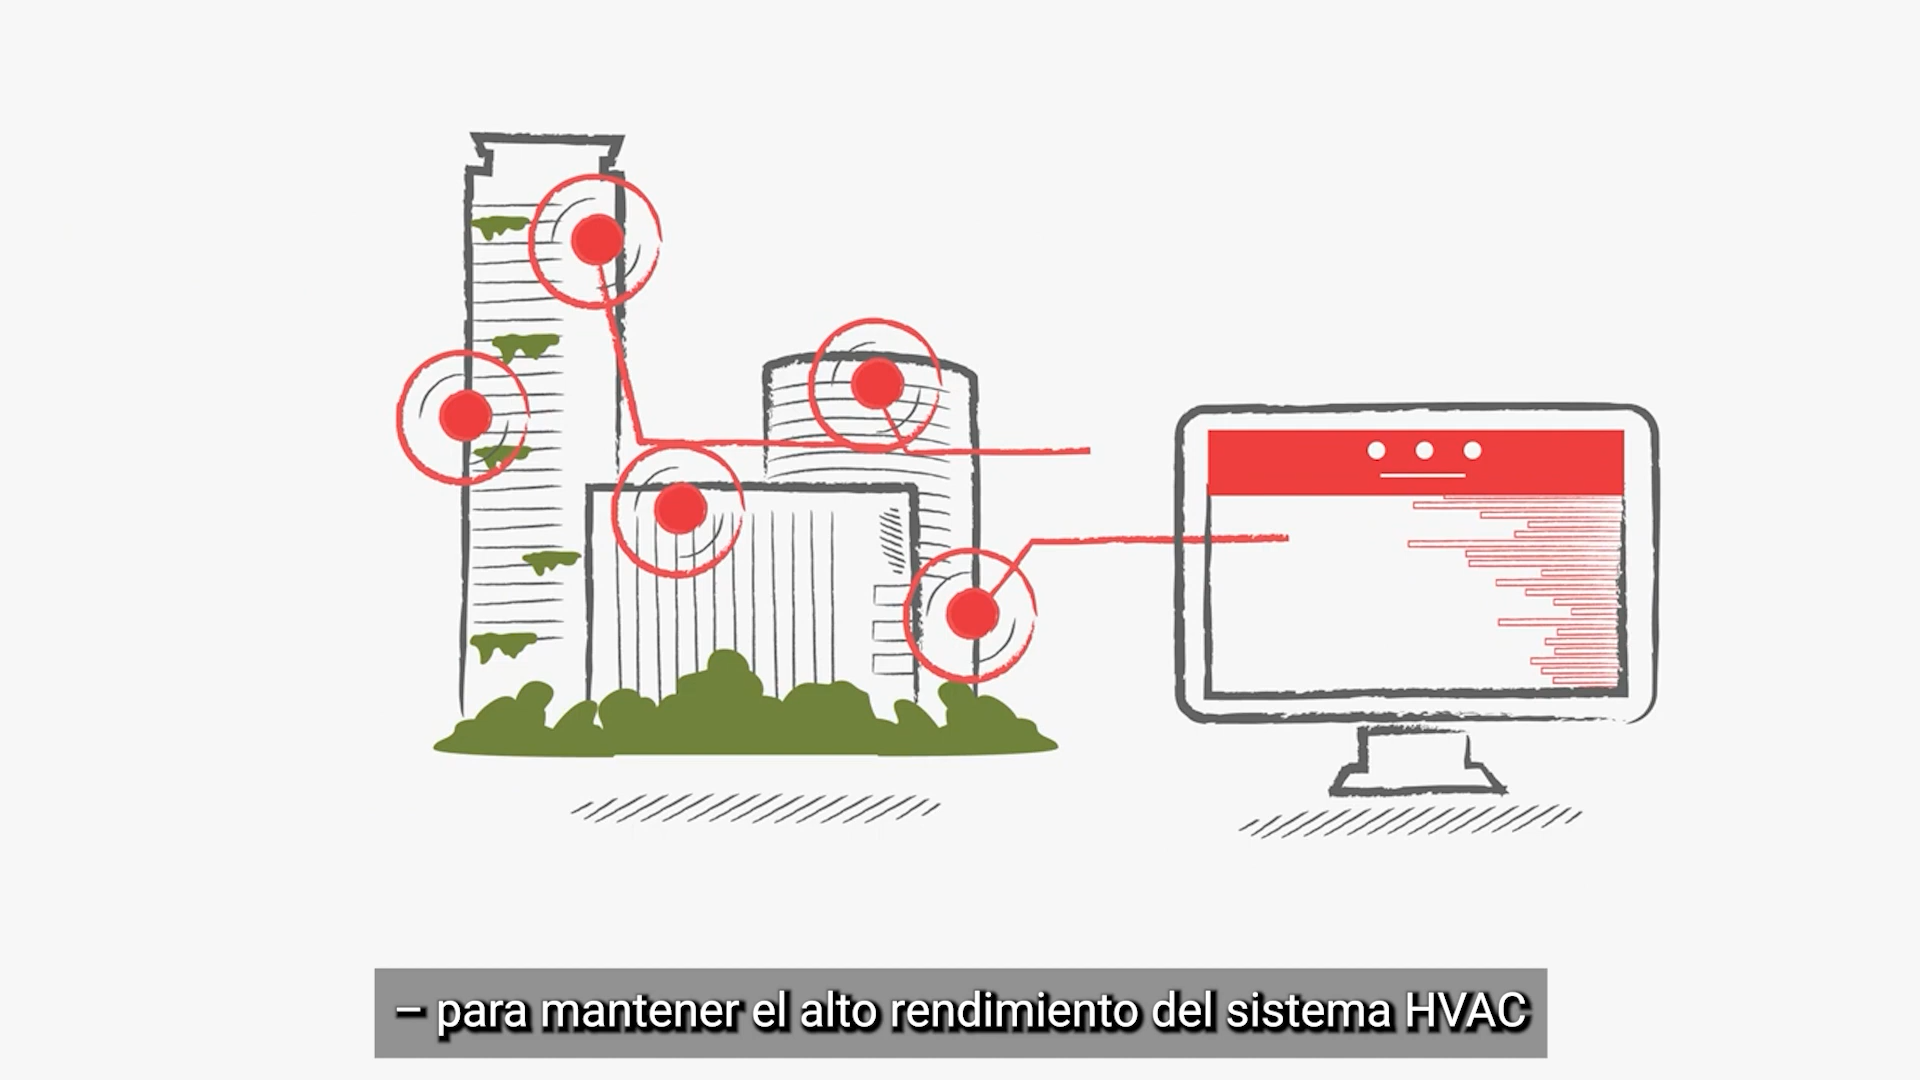 – para mantener el alto rendimiento del sistema HVAC